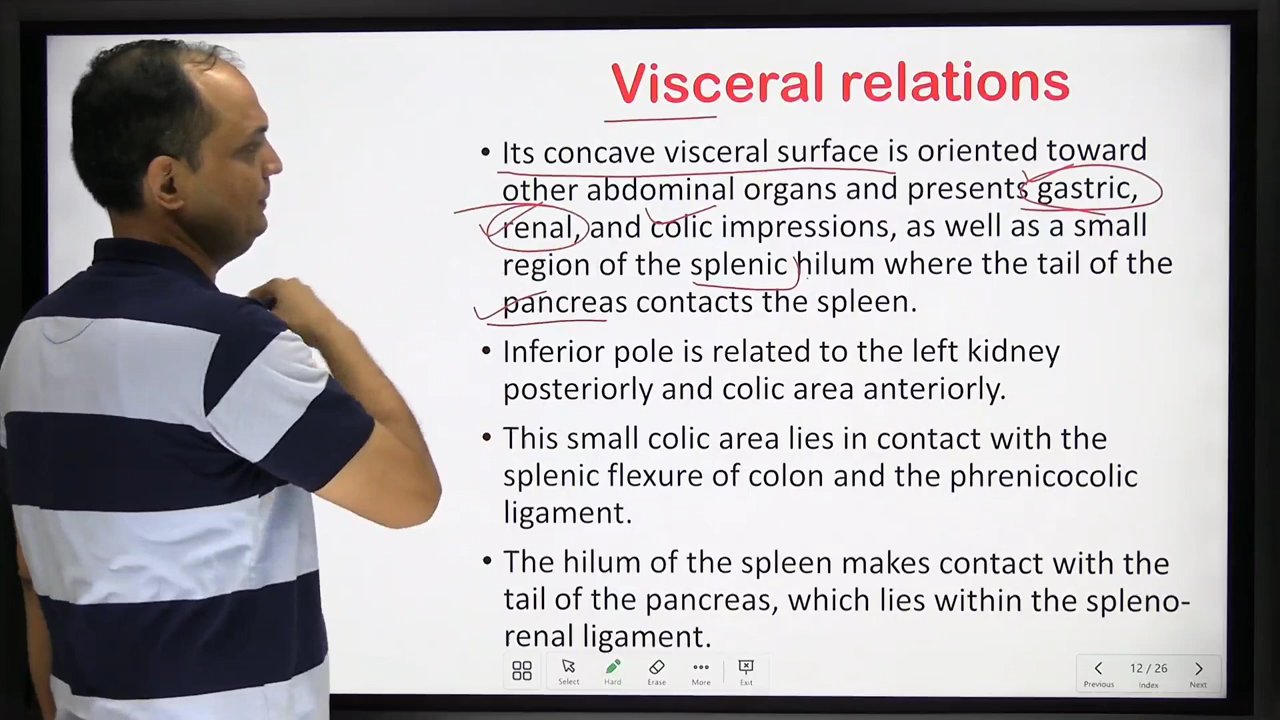 Visceral relations
• Its concave visceral surface is oriented toward
other abdominal organs and presents gastric,
renal, and colic impressions, as well as a small
region of the splenic hilum where the tail of the
pancreas contacts the spleen.
• Inferior pole is related to the left kidney
posteriorly and colic area anteriorly.
• This small colic area lies in contact with the
splenic flexure of colon and the phrenicocolic
ligament.
• The hilum of the spleen makes contact with the
tail of the pancreas, which lies within the spleno-
renal ligament.
Select Hard Erase More Exit
12 / 26
Previous Index Next